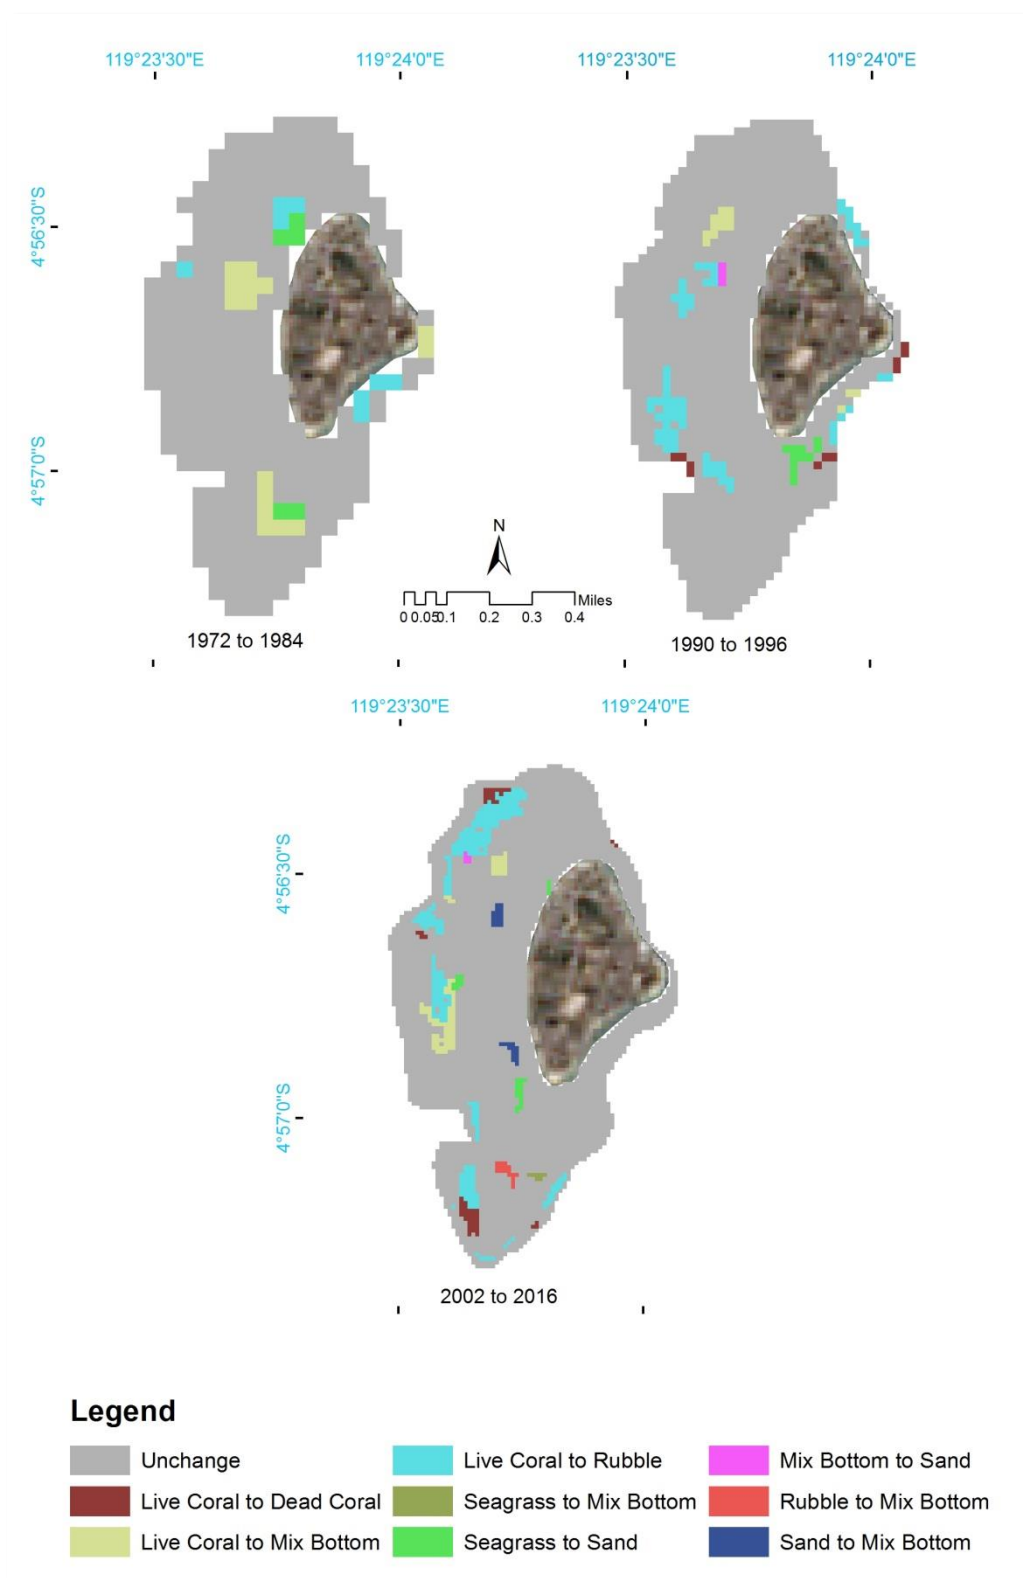 119°23'30"E 119°24'0"E 119°23'30"E 119°24'0"E
4°56'30"S
4°57'0"S
N
Miles
0 0.05 0.1 0.2 0.3 0.4
1972 to 1984
1990 to 1996
119°23'30"E 119°24'0"E
4°56'30"S
4°57'0"S
2002 to 2016
Legend
Unchange
Live Coral to Dead Coral
Live Coral to Mix Bottom
Live Coral to Rubble
Seagrass to Mix Bottom
Seagrass to Sand
Mix Bottom to Sand
Rubble to Mix Bottom
Sand to Mix Bottom